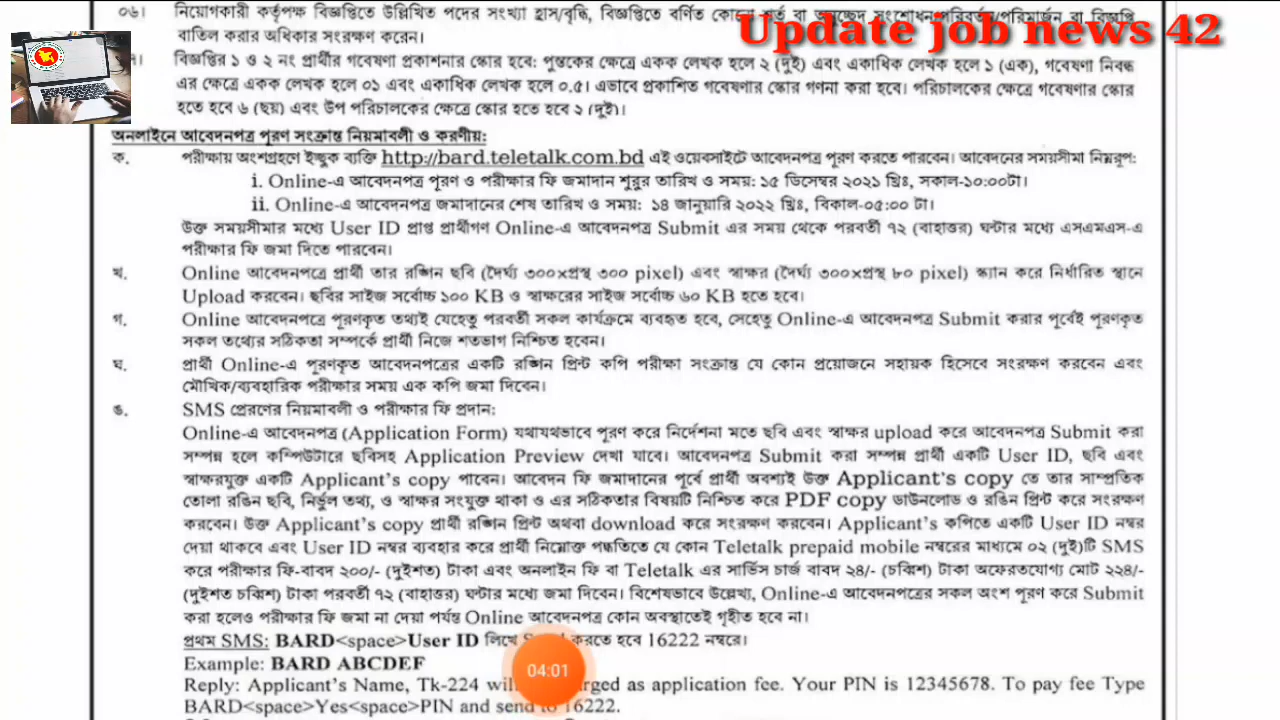 Update job news 42
০৬। নিয়োগকারী কর্তৃপক্ষ বিজ্ঞপ্তিতে উল্লিখিত পদের সংখ্যা হ্রাস/বৃদ্ধি, বিজ্ঞপ্তিতে বর্ণিত কোনো শর্ত বা অনুচ্ছেদ সংশোধন/পরিবর্তন/পরিমার্জন বা বিজ্ঞপ্তি
বাতিল করার অধিকার সংরক্ষণ করেন।
বিজ্ঞপ্তির ১ ও ২ নং প্রার্থীর গবেষণা প্রকাশনার স্কোর হবে: পুস্তকের ক্ষেত্রে একক লেখক হলে ২ (দুই) এবং একাধিক লেখক হলে ১ (এক), গবেষণা নিবন্ধ
এর ক্ষেত্রে একক লেখক হলে ০১ এবং একাধিক লেখক হলে ০.৫। এভাবে প্রকাশিত গবেষণার স্কোর গণনা করা হবে। পরিচালকের ক্ষেত্রে গবেষণার স্কোর
হতে হবে ৬ (ছয়) এবং উপ পরিচালকের ক্ষেত্রে স্কোর হতে হবে ২ (দুই)।
অনলাইনে আবেদনপত্র পূরণ সংক্রান্ত নিয়মাবলী ও করণীয়:
ক. পরীক্ষায় অংশগ্রহণে ইচ্ছুক ব্যক্তি http://bard.teletalk.com.bd এই ওয়েবসাইটে আবেদনপত্র পূরণ করতে পারবেন। আবেদনের সময়সীমা নিম্নরূপ:
i. Online-এ আবেদনপত্র পূরণ ও পরীক্ষার ফি জমাদান শুরুর তারিখ ও সময়: ১৫ ডিসেম্বর ২০২১ খ্রিঃ, সকাল-১০:০০টা।
ii. Online-এ আবেদনপত্র জমাদানের শেষ তারিখ ও সময়: ১৪ জানুয়ারি ২০২২ খ্রিঃ, বিকাল-০৫:০০ টা।
উক্ত সময়সীমার মধ্যে User ID প্রাপ্ত প্রার্থীগণ Online-এ আবেদনপত্র Submit এর সময় থেকে পরবর্তী ৭২ (বাহাত্তর) ঘন্টার মধ্যে এসএমএস-এ
পরীক্ষার ফি জমা দিতে পারবেন।
খ. Online আবেদনপত্রে প্রার্থী তার রঙ্গিন ছবি (দৈর্ঘ্য ৩০০×প্রস্থ ৩০০ pixel) এবং স্বাক্ষর (দৈর্ঘ্য ৩০০×প্রস্থ ৮০ pixel) স্ক্যান করে নির্ধারিত স্থানে
Upload করবেন। ছবির সাইজ সর্বোচ্চ ১০০ KB ও স্বাক্ষরের সাইজ সর্বোচ্চ ৬০ KB হতে হবে।
গ. Online আবেদনপত্রে পূরণকৃত তথ্যই যেহেতু পরবর্তী সকল কার্যক্রমে ব্যবহৃত হবে, সেহেতু Online-এ আবেদনপত্র Submit করার পূর্বেই পূরণকৃত
সকল তথ্যের সঠিকতা সম্পর্কে প্রার্থী নিজে শতভাগ নিশ্চিত হবেন।
ঘ. প্রার্থী Online-এ পূরণকৃত আবেদনপত্রের একটি রঙ্গিন প্রিন্ট কপি পরীক্ষা সংক্রান্ত যে কোন প্রয়োজনে সহায়ক হিসেবে সংরক্ষণ করবেন এবং
মৌখিক/ব্যবহারিক পরীক্ষার সময় এক কপি জমা দিবেন।
ঙ. SMS প্রেরণের নিয়মাবলী ও পরীক্ষার ফি প্রদান:
Online-এ আবেদনপত্র (Application Form) যথাযথভাবে পূরণ করে নির্দেশনা মতে ছবি এবং স্বাক্ষর upload করে আবেদনপত্র Submit করা
সম্পন্ন হলে কম্পিউটারে ছবিসহ Application Preview দেখা যাবে। আবেদনপত্র Submit করা সম্পন্ন প্রার্থী একটি User ID, ছবি এবং
স্বাক্ষরযুক্ত একটি Applicant's copy পাবেন। আবেদন ফি জমাদানের পূর্বে প্রার্থী অবশ্যই উক্ত Applicant's copy তে তার সাম্প্রতিক
তোলা রঙিন ছবি, নির্ভুল তথ্য, ও স্বাক্ষর সংযুক্ত থাকা ও এর সঠিকতার বিষয়টি নিশ্চিত করে PDF copy ডাউনলোড ও রঙিন প্রিন্ট করে সংরক্ষণ
করবেন। উক্ত Applicant's copy প্রার্থী রঙ্গিন প্রিন্ট অথবা download করে সংরক্ষণ করবেন। Applicant's কপিতে একটি User ID নম্বর
দেয়া থাকবে এবং User ID নম্বর ব্যবহার করে প্রার্থী নিম্নোক্ত পদ্ধতিতে যে কোন Teletalk prepaid mobile নম্বরের মাধ্যমে ০২ (দুই)টি SMS
করে পরীক্ষার ফি-বাবদ ২০০/- (দুইশত) টাকা এবং অনলাইন ফি বা Teletalk এর সার্ভিস চার্জ বাবদ ২৪/- (চব্বিশ) টাকা অফেরতযোগ্য মোট ২২৪/-
(দুইশত চব্বিশ) টাকা পরবর্তী ৭২ (বাহাত্তর) ঘন্টার মধ্যে জমা দিবেন। বিশেষভাবে উল্লেখ্য, Online-এ আবেদনপত্রের সকল অংশ পূরণ করে Submit
করা হলেও পরীক্ষার ফি জমা না দেয়া পর্যন্ত Online আবেদনপত্র কোন অবস্থাতেই গৃহীত হবে না।
প্রথম SMS: BARD<space>User ID লিখে করতে হবে 16222 নম্বরে।
Example: BARD ABCDEF
04:01
Reply: Applicant's Name, Tk-224 will as application fee. Your PIN is 12345678. To pay fee Type
BARD<space>Yes<space>PIN and send to 16222.